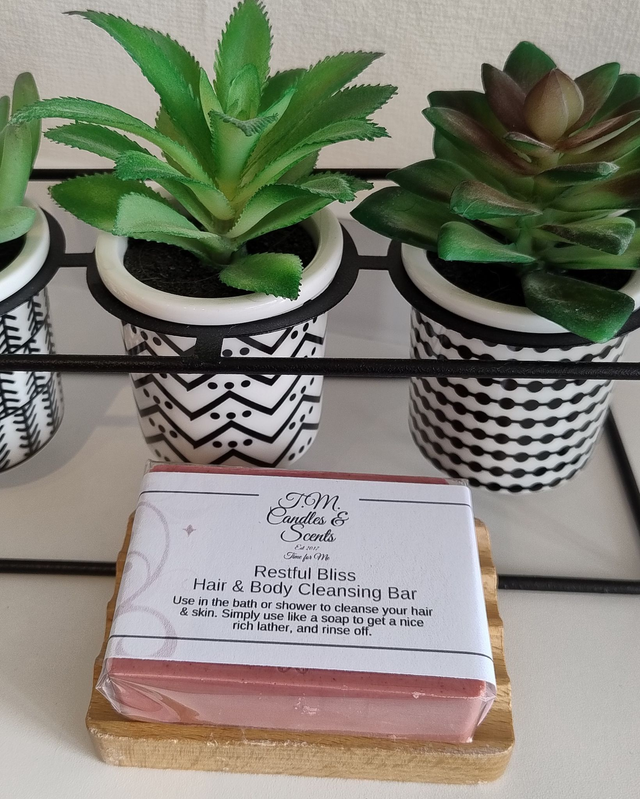 T.M.
Candles &
Scents
Est 2017
Time for Me
Restful Bliss
Hair & Body Cleansing Bar
Use in the bath or shower to cleanse your hair
& skin. Simply use like a soap to get a nice
rich lather, and rinse off.